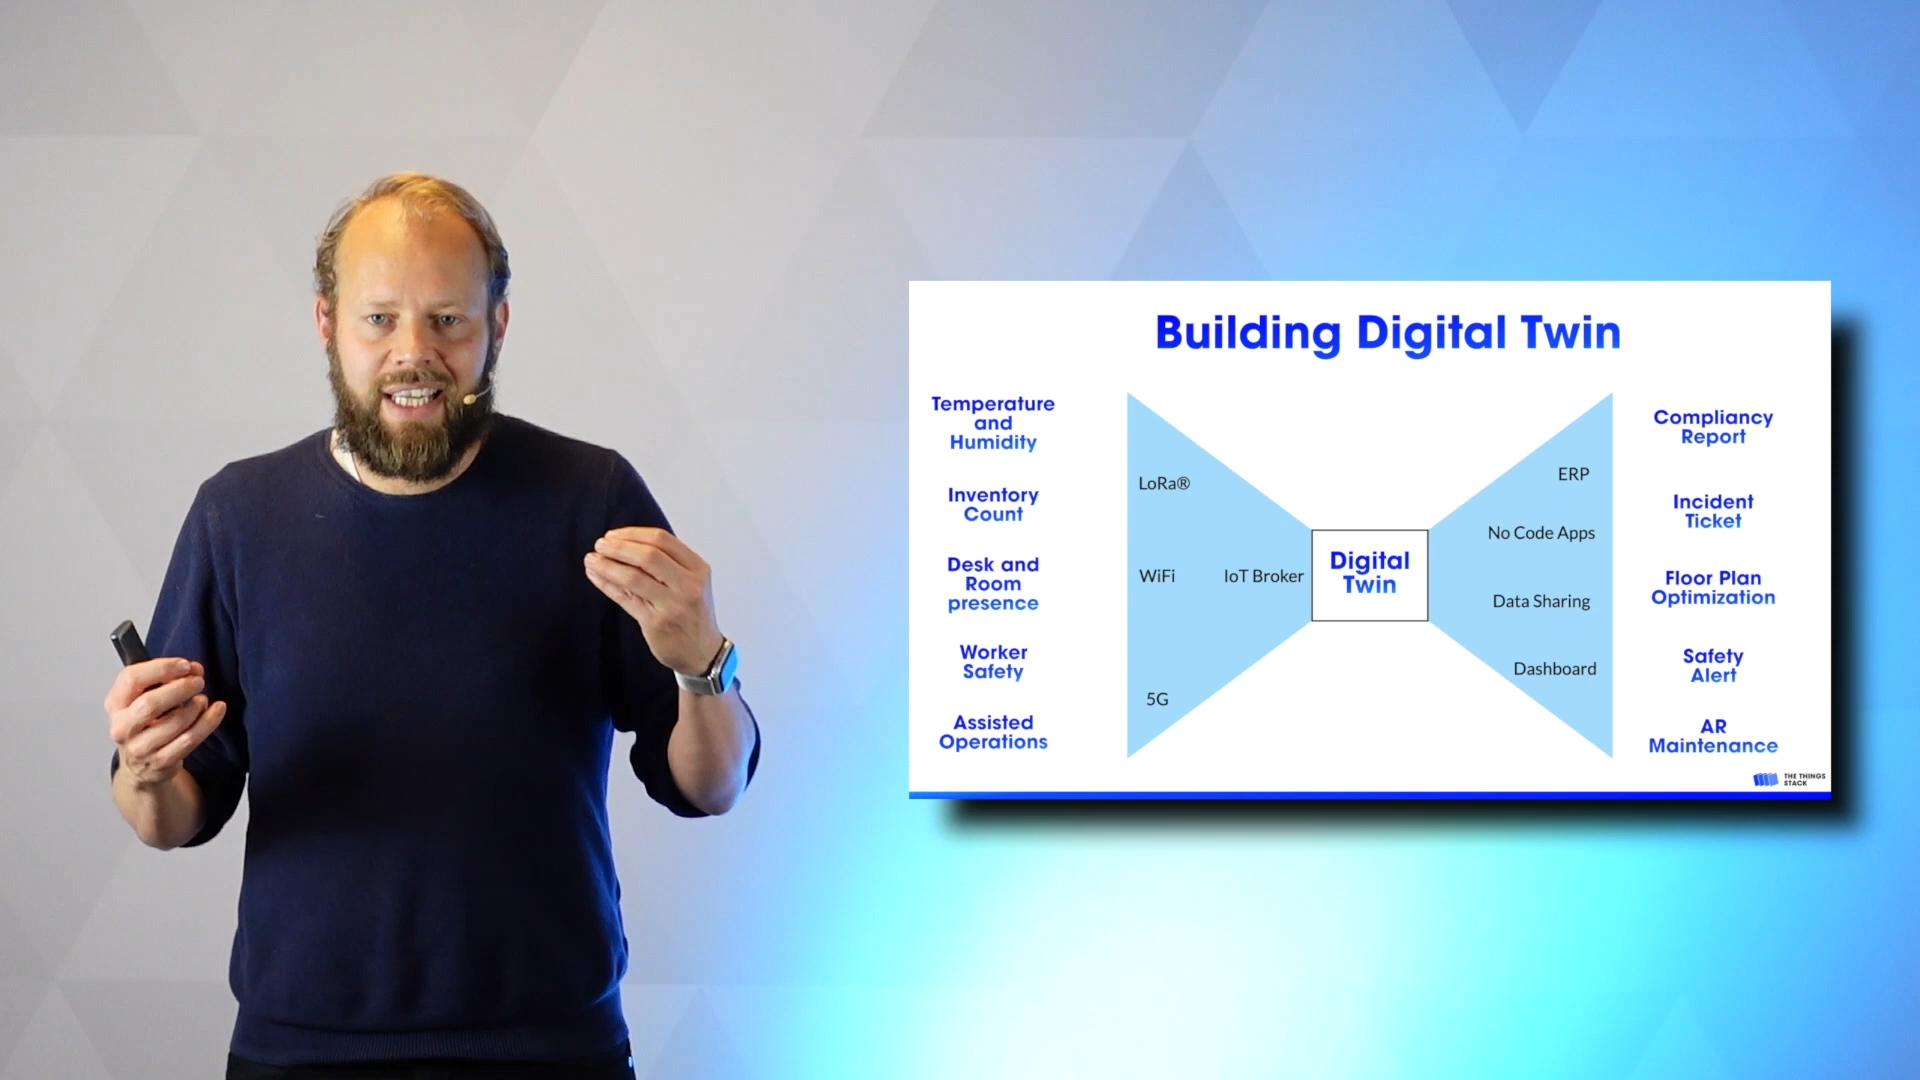 Building Digital Twin
Temperature
and
Humidity
Inventory
Count
Desk and
Room
presence
Worker
Safety
Assisted
Operations
LoRa®
WiFi
5G
IoT Broker
Digital
Twin
ERP
No Code Apps
Data Sharing
Dashboard
Compliancy
Report
Incident
Ticket
Floor Plan
Optimization
Safety
Alert
AR
Maintenance
THE THINGS
STACK